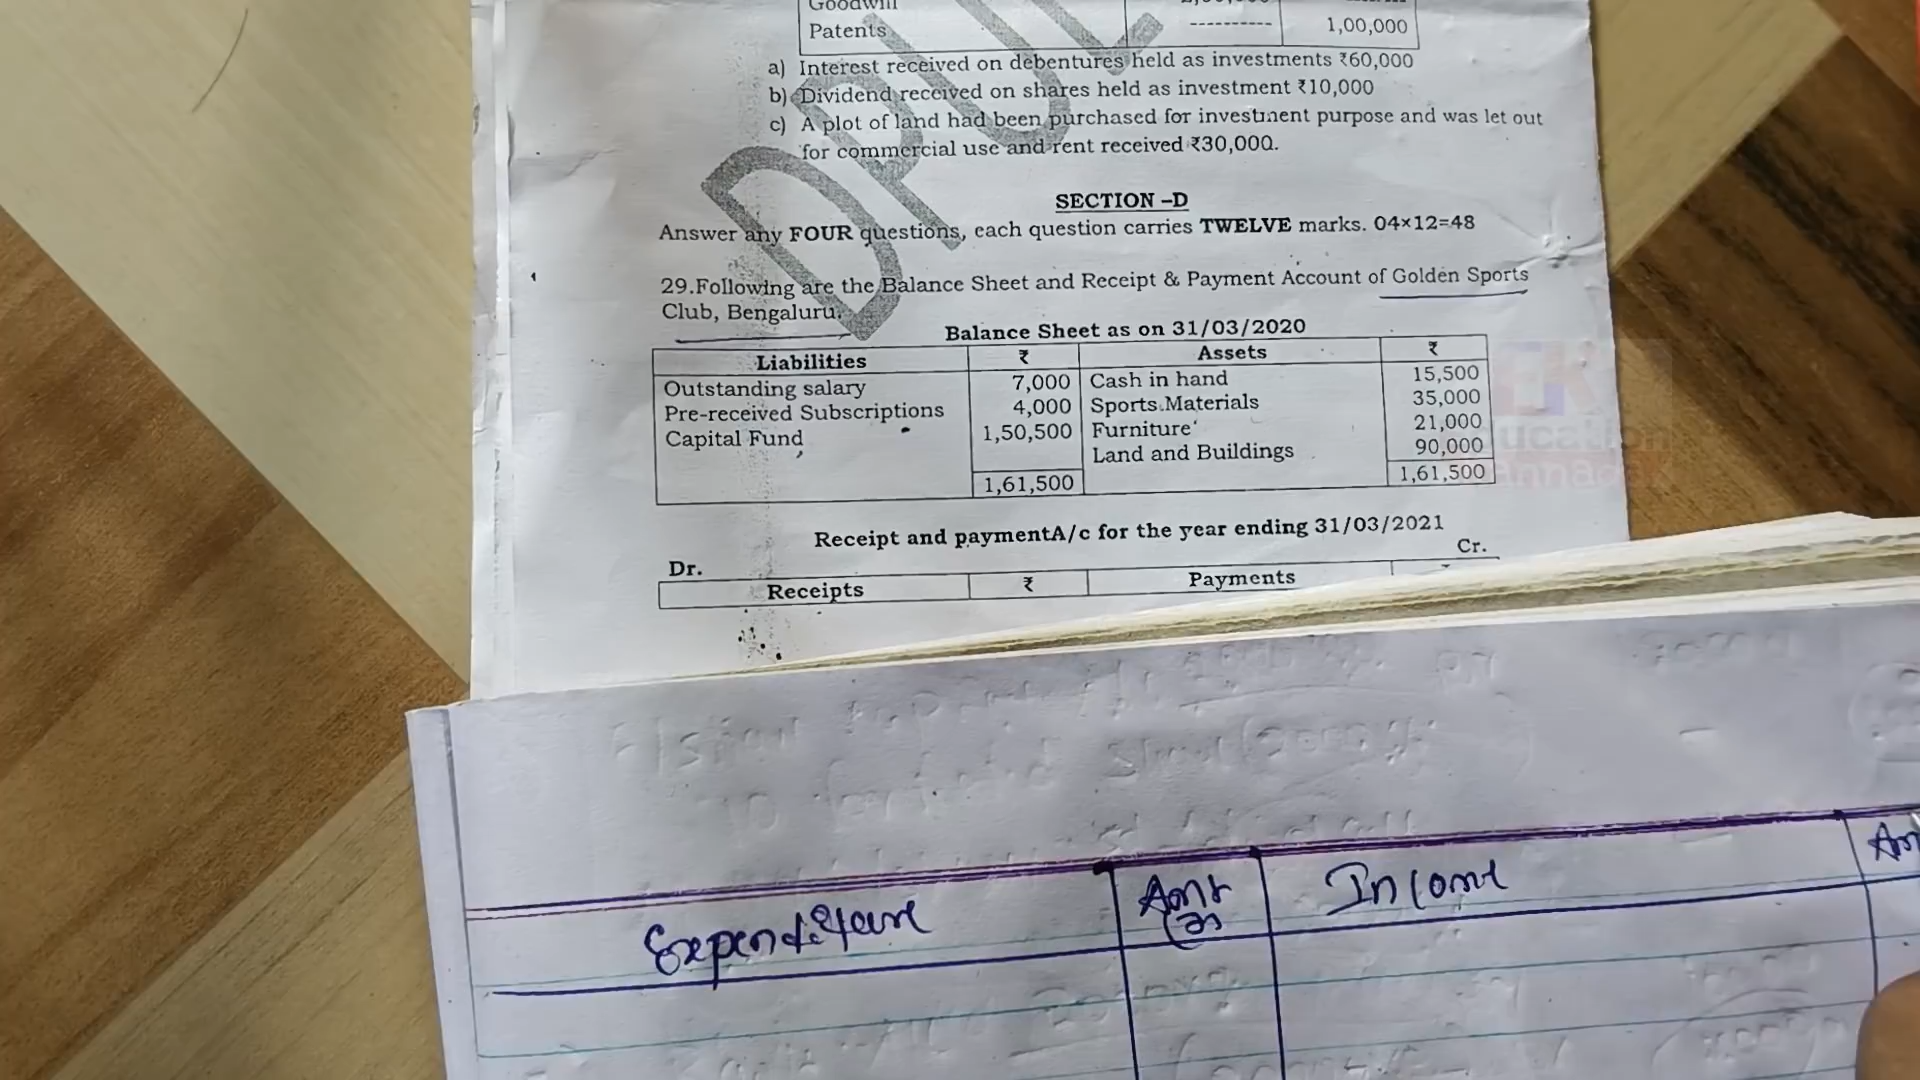 Goodwill
Patents ---------- 1,00,000
a) Interest received on debentures held as investments ₹60,000
b) Dividend received on shares held as investment ₹10,000
c) A plot of land had been purchased for investment purpose and was let out
for commercial use and rent received ₹30,000.
SECTION –D
Answer any FOUR questions, each question carries TWELVE marks. 04×12=48
29.Following are the Balance Sheet and Receipt & Payment Account of Golden Sports
Club, Bengaluru.
Balance Sheet as on 31/03/2020
Liabilities ₹ Assets ₹
Outstanding salary 7,000 Cash in hand 15,500
Pre-received Subscriptions 4,000 Sports Materials 35,000
Capital Fund 1,50,500 Furniture 21,000
Land and Buildings 90,000
1,61,500 1,61,500
Receipt and paymentA/c for the year ending 31/03/2021
Dr. Cr.
Receipts ₹ Payments
Expenditure Amt Income Am